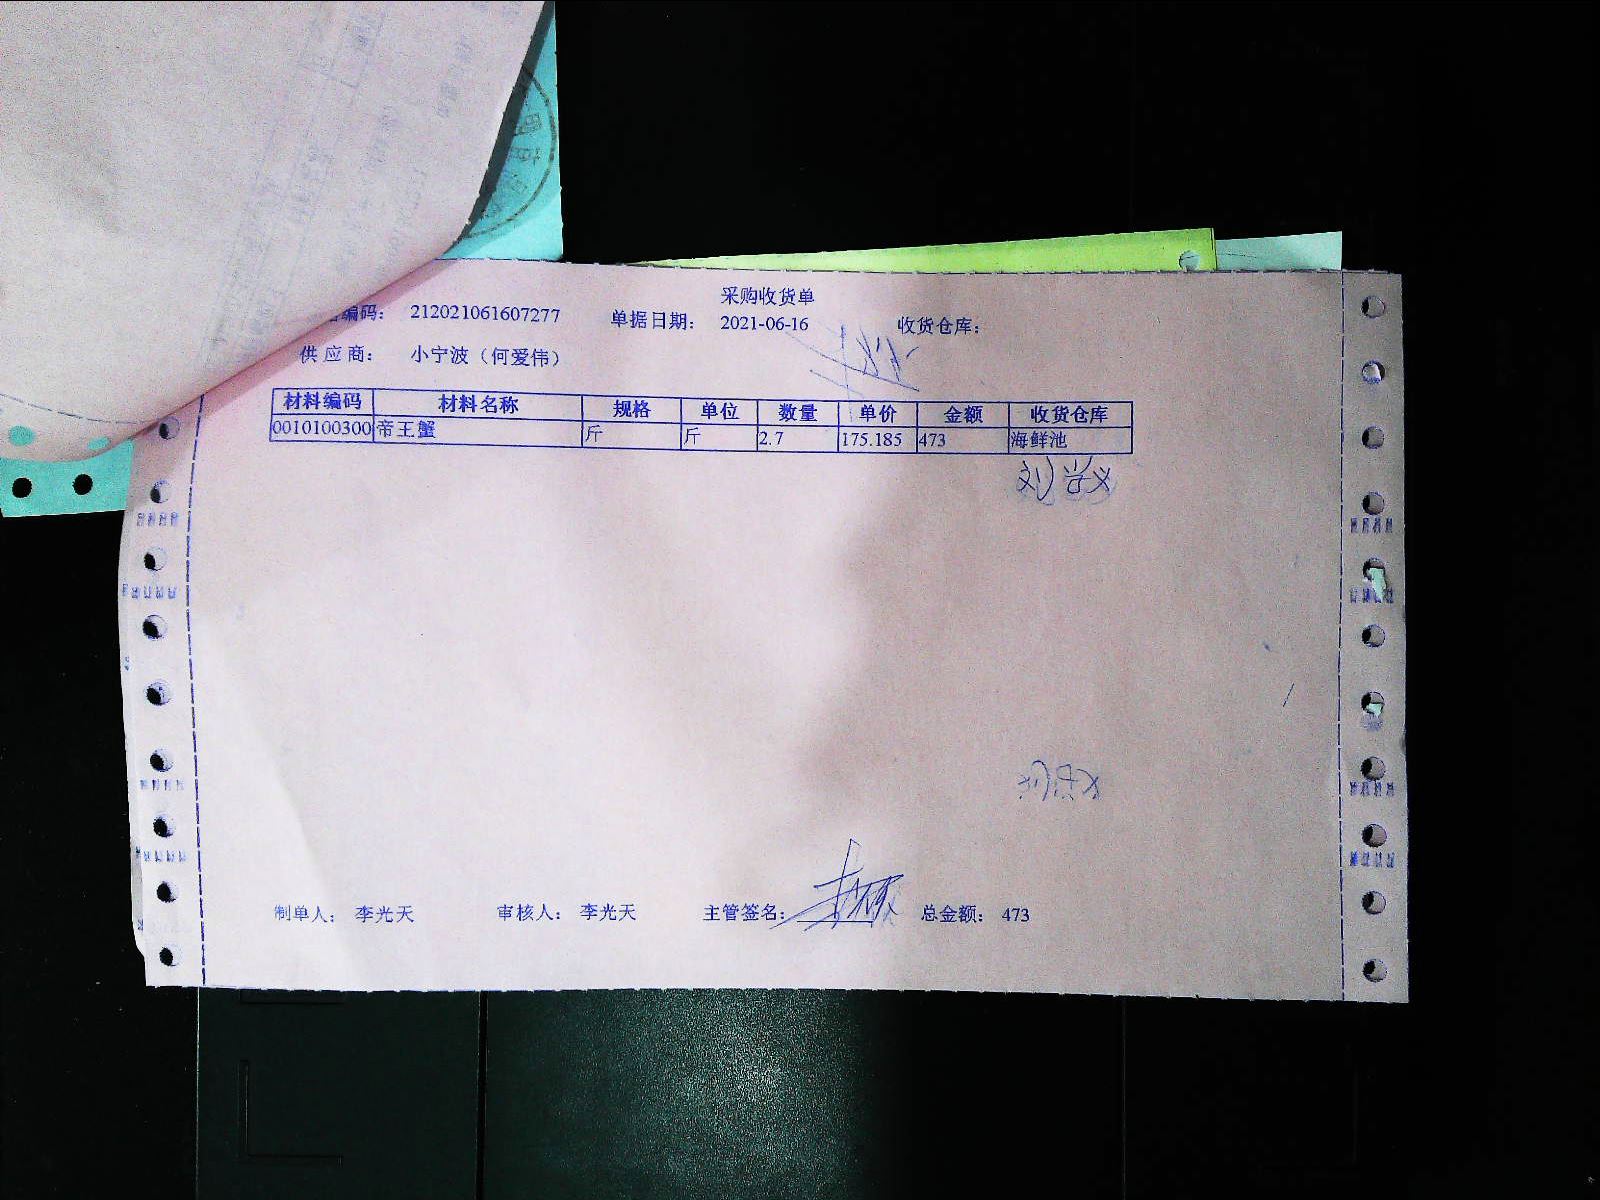 采购收货单
编码： 212021061607277 单据日期： 2021-06-16 收货仓库：
供应商： 小宁波（何爱伟）
材料编码 材料名称 规格 单位 数量 单价 金额 收货仓库
0010100300 帝王蟹 斤 斤 2.7 175.185 473 海鲜池
制单人： 李光天 审核人： 李光天 主管签名： 总金额： 473